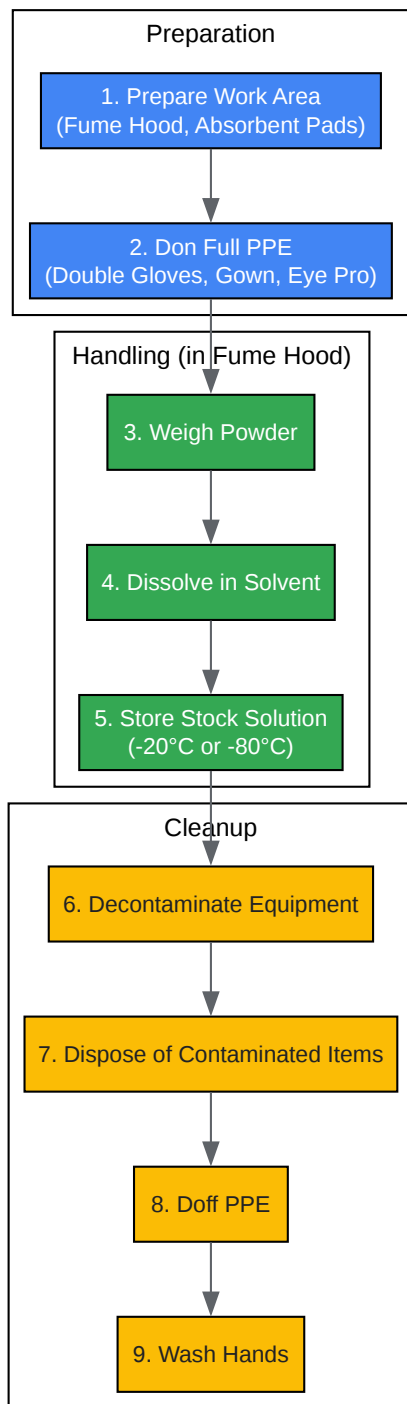 Preparation
1. Prepare Work Area
(Fume Hood, Absorbent Pads)
2. Don Full PPE
(Double Gloves, Gown, Eye Pro)
Handling (in Fume Hood)
3. Weigh Powder
4. Dissolve in Solvent
5. Store Stock Solution
(-20°C or -80°C)
Cleanup
6. Decontaminate Equipment
7. Dispose of Contaminated Items
8. Doff PPE
9. Wash Hands